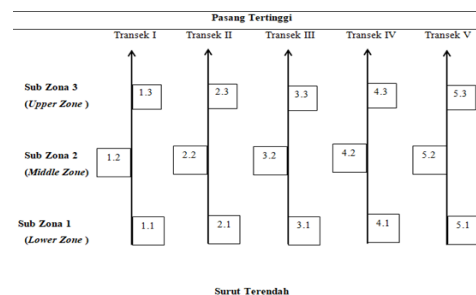 Pasang Tertinggi
Transek I Transek II Transek III Transek IV Transek V
Sub Zona 3
(Upper Zone )
1.3 2.3 3.3 4.3 5.3
Sub Zona 2
(Middle Zone)
1.2 2.2 3.2 4.2 5.2
Sub Zona 1
(Lower Zone )
1.1 2.1 3.1 4.1 5.1
Surut Terendah